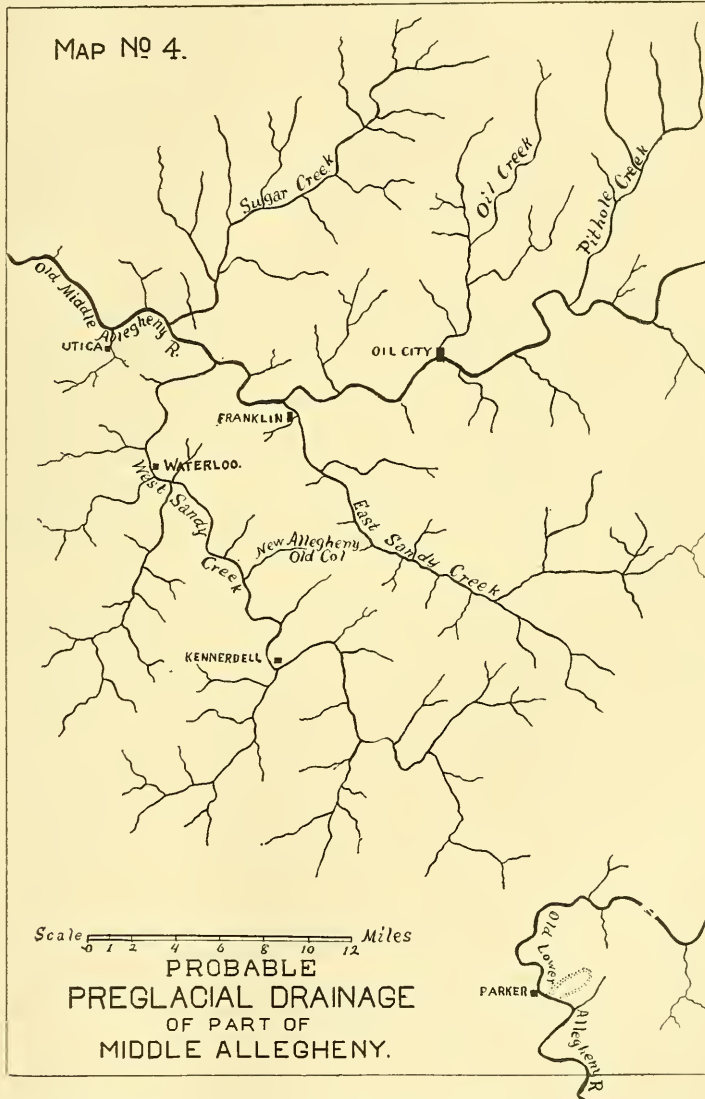 MAP NO 4.
Sugar Creek
Oil Creek
Pithole Creek
Old Middle Allegheny R.
UTICA
OIL CITY
FRANKLIN
WATERLOO.
West Sandy Creek
New Allegheny
Old Col
East Sandy Creek
KENNERDELL
Old Lower Allegheny R
PARKER
Scale Miles
0 1 2 4 6 8 10 12
PROBABLE
PREGLACIAL DRAINAGE
OF PART OF
MIDDLE ALLEGHENY.